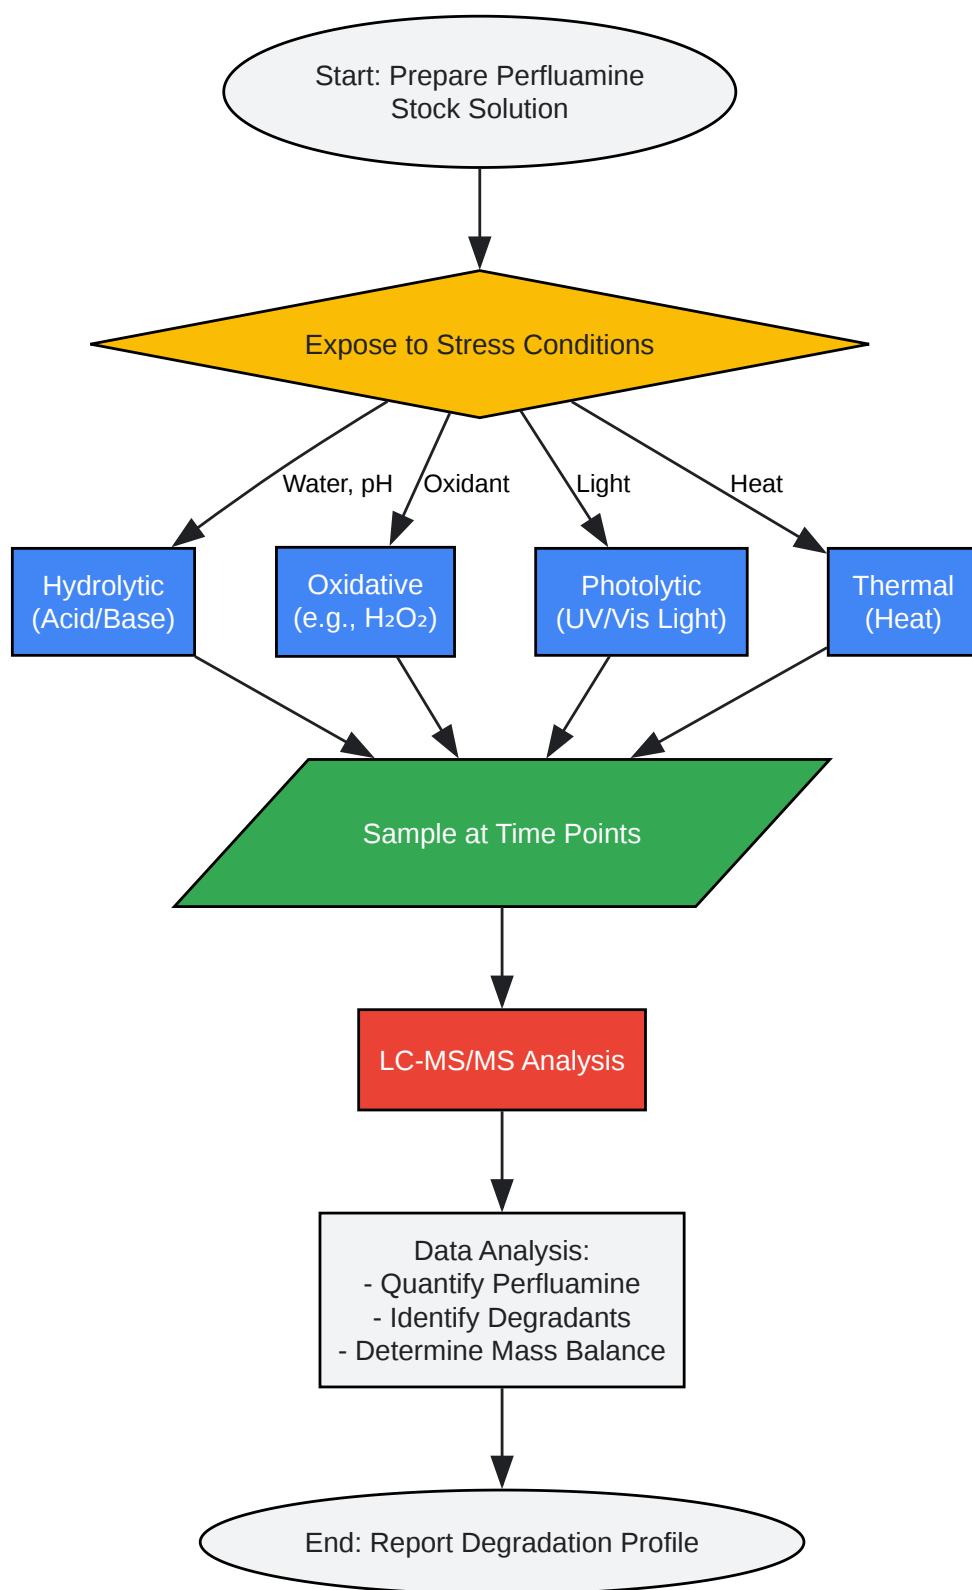 Start: Prepare Perfluamine
Stock Solution
Expose to Stress Conditions
Water, pH
Oxidant
Light
Heat
Hydrolytic
(Acid/Base)
Oxidative
(e.g., H₂O₂)
Photolytic
(UV/Vis Light)
Thermal
(Heat)
Sample at Time Points
LC-MS/MS Analysis
Data Analysis:
- Quantify Perfluamine
- Identify Degradants
- Determine Mass Balance
End: Report Degradation Profile